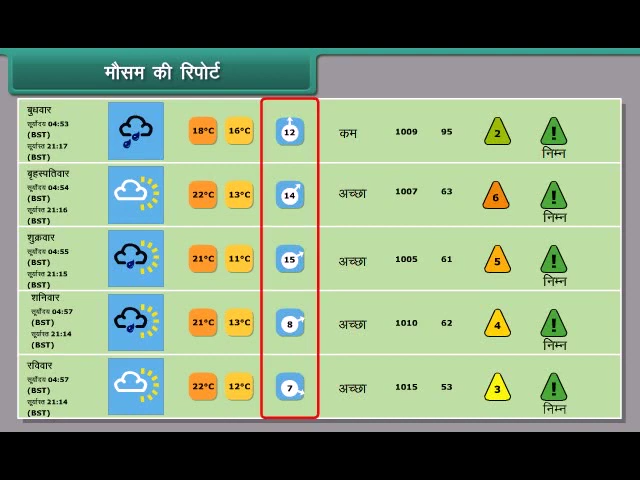 मौसम की रिपोर्ट
बुधवार
सूर्योदय 04:53
(BST)
सूर्यास्त 21:17
(BST)
18°C 16°C 12 कम 1009 95 2 !
निम्न
बृहस्पतिवार
सूर्योदय 04:54
(BST)
सूर्यास्त 21:16
(BST)
22°C 13°C 14 अच्छा 1007 63 6 !
निम्न
शुक्रवार
सूर्योदय 04:55
(BST)
सूर्यास्त 21:15
(BST)
21°C 11°C 15 अच्छा 1005 61 5 !
निम्न
शनिवार
सूर्योदय 04:57
(BST)
सूर्यास्त 21:14
(BST)
21°C 13°C 8 अच्छा 1010 62 4 !
निम्न
रविवार
सूर्योदय 04:57
(BST)
सूर्यास्त 21:14
(BST)
22°C 12°C 7 अच्छा 1015 53 3 !
निम्न